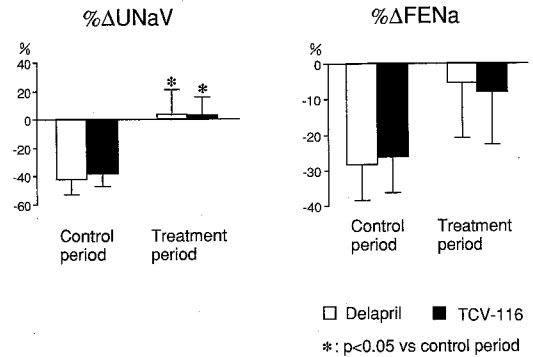 %ΔUNaV
%
40
20
0
-20
-40
-60
* *
Control period
Treatment period
%ΔFENa
%
0
-10
-20
-30
-40
Control period
Treatment period
□ Delapril ■ TCV-116
*: p<0.05 vs control period